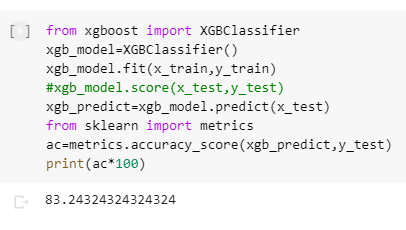 [ ] from xgboost import XGBClassifier
xgb_model=XGBClassifier()
xgb_model.fit(x_train,y_train)
#xgb_model.score(x_test,y_test)
xgb_predict=xgb_model.predict(x_test)
from sklearn import metrics
ac=metrics.accuracy_score(xgb_predict,y_test)
print(ac*100)
83.24324324324324